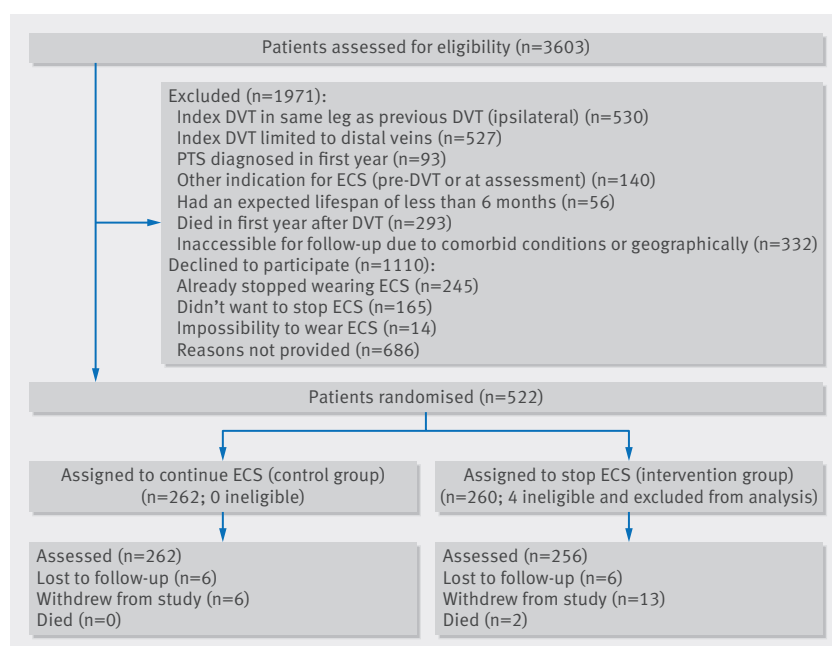 Patients assessed for eligibility (n=3603)
Excluded (n=1971):
Index DVT in same leg as previous DVT (ipsilateral) (n=530)
Index DVT limited to distal veins (n=527)
PTS diagnosed in first year (n=93)
Other indication for ECS (pre-DVT or at assessment) (n=140)
Had an expected lifespan of less than 6 months (n=56)
Died in first year after DVT (n=293)
Inaccessible for follow-up due to comorbid conditions or geographically (n=332)
Declined to participate (n=1110):
Already stopped wearing ECS (n=245)
Didn't want to stop ECS (n=165)
Impossibility to wear ECS (n=14)
Reasons not provided (n=686)
Patients randomised (n=522)
Assigned to continue ECS (control group)
(n=262; 0 ineligible)
Assigned to stop ECS (intervention group)
(n=260; 4 ineligible and excluded from analysis)
Assessed (n=262)
Lost to follow-up (n=6)
Withdrew from study (n=6)
Died (n=0)
Assessed (n=256)
Lost to follow-up (n=6)
Withdrew from study (n=13)
Died (n=2)